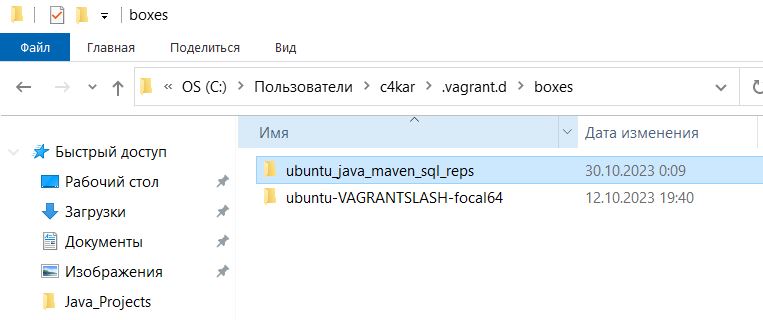 boxes
Файл Главная Поделиться Вид
« OS (C:) > Пользователи > c4kar > .vagrant.d > boxes
Имя Дата изменения
Быстрый доступ
ubuntu_java_maven_sql_reps 30.10.2023 0:09
Рабочий стол
ubuntu-VAGRANTSLASH-focal64 12.10.2023 19:40
Загрузки
Документы
Изображения
Java_Projects